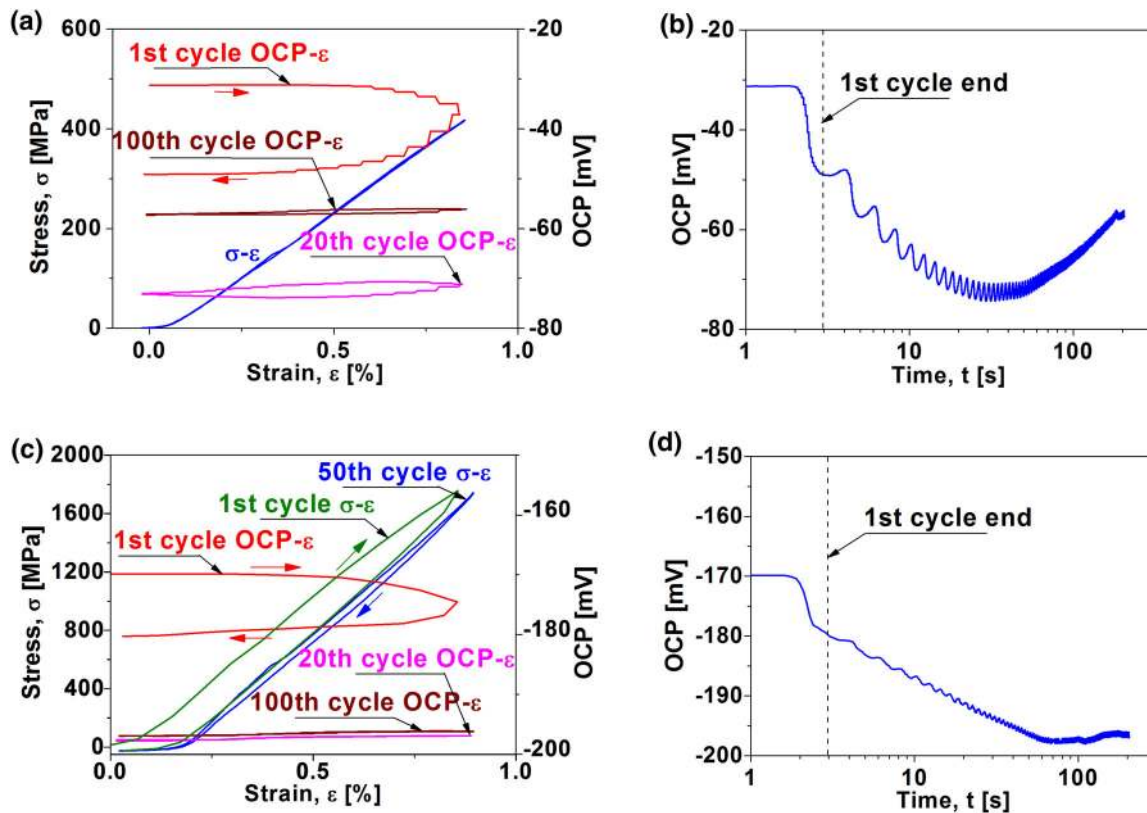 (a)
600
400
200
0
Stress, σ [MPa]
1st cycle OCP-ε
100th cycle OCP-ε
20th cycle OCP-ε
σ-ε
-20
-40
-60
-80
OCP [mV]
0.0
0.5
1.0
Strain, ε [%]
(b)
-20
-40
-60
-80
OCP [mV]
1st cycle end
1
10
100
Time, t [s]
(c)
2000
1600
1200
800
400
0
Stress, σ [MPa]
50th cycle σ-ε
1st cycle σ-ε
1st cycle OCP-ε
20th cycle OCP-ε
100th cycle OCP-ε
-160
-180
-200
OCP [mV]
0.0
0.5
1.0
Strain, ε [%]
(d)
-150
-160
-170
-180
-190
-200
OCP [mV]
1st cycle end
1
10
100
Time, t [s]